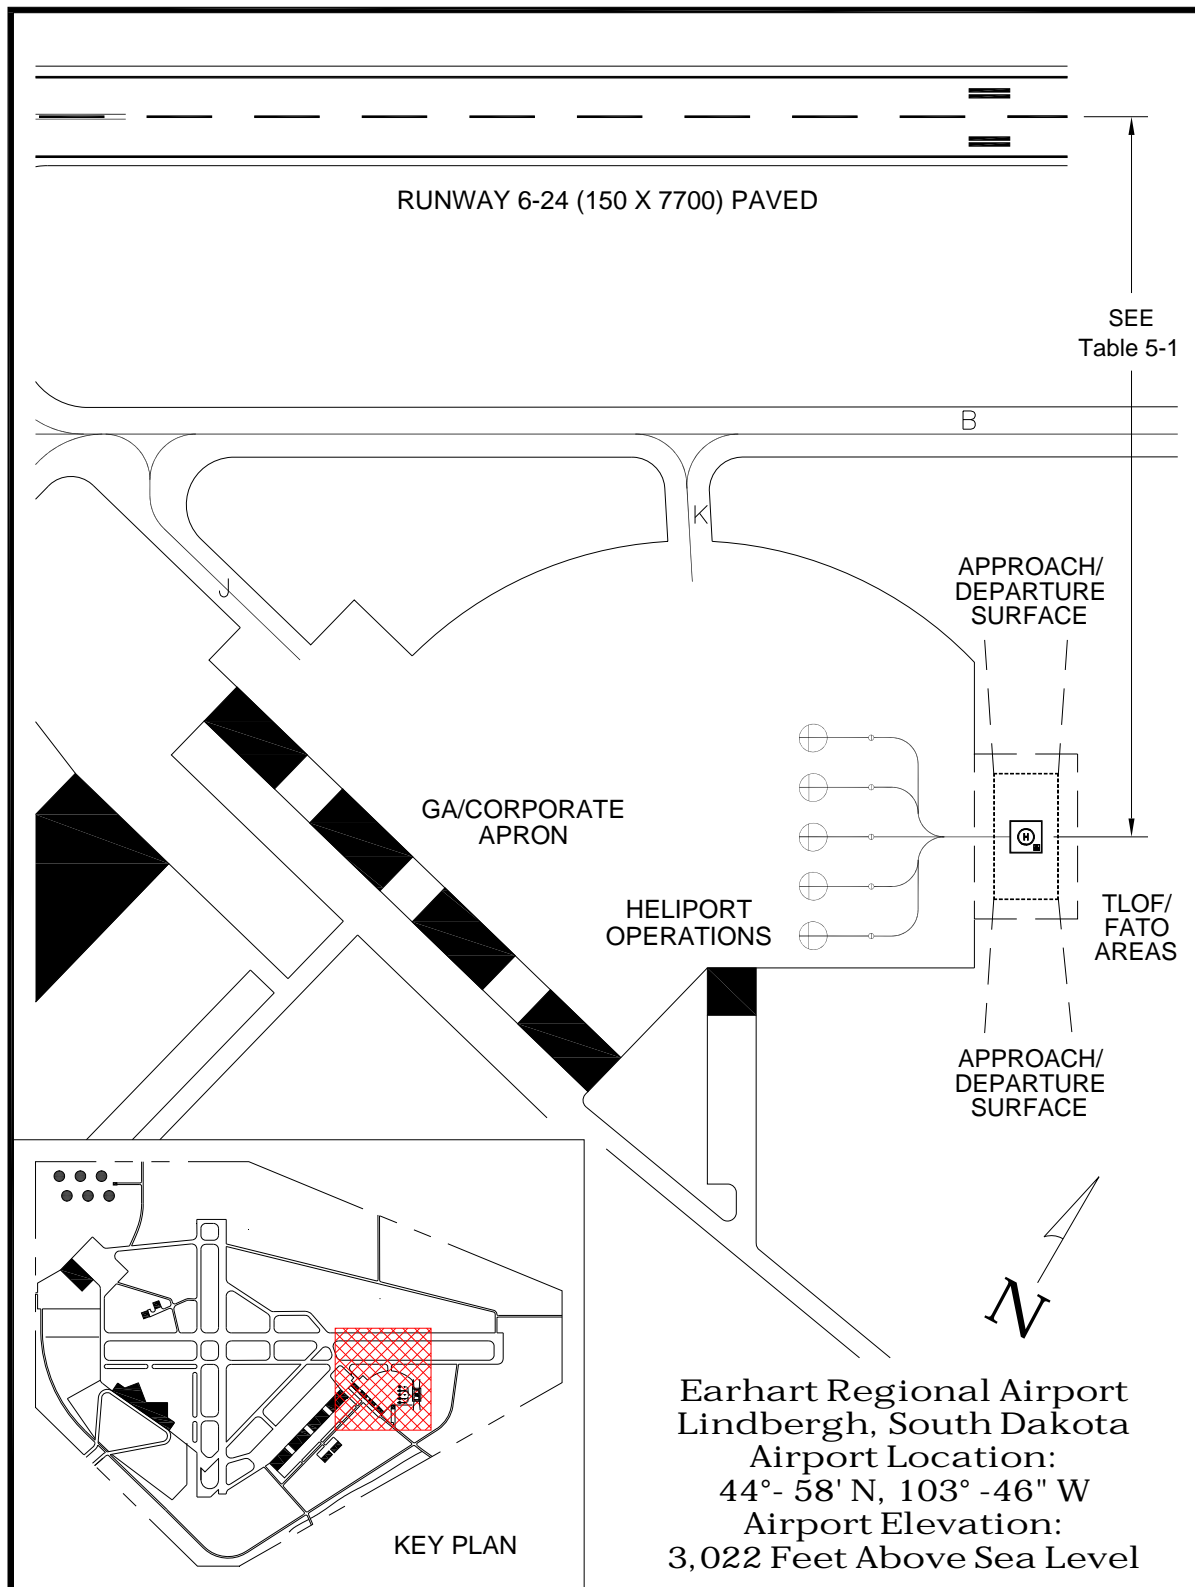 RUNWAY 6-24 (150 X 7700) PAVED
SEE
Table 5-1
B
K
J
APPROACH/
DEPARTURE
SURFACE
GA/CORPORATE
APRON
H
HELIPORT
OPERATIONS
TLOF/
FATO
AREAS
APPROACH/
DEPARTURE
SURFACE
N
KEY PLAN
Earhart Regional Airport
Lindbergh, South Dakota
Airport Location:
44°- 58' N, 103° -46" W
Airport Elevation:
3,022 Feet Above Sea Level